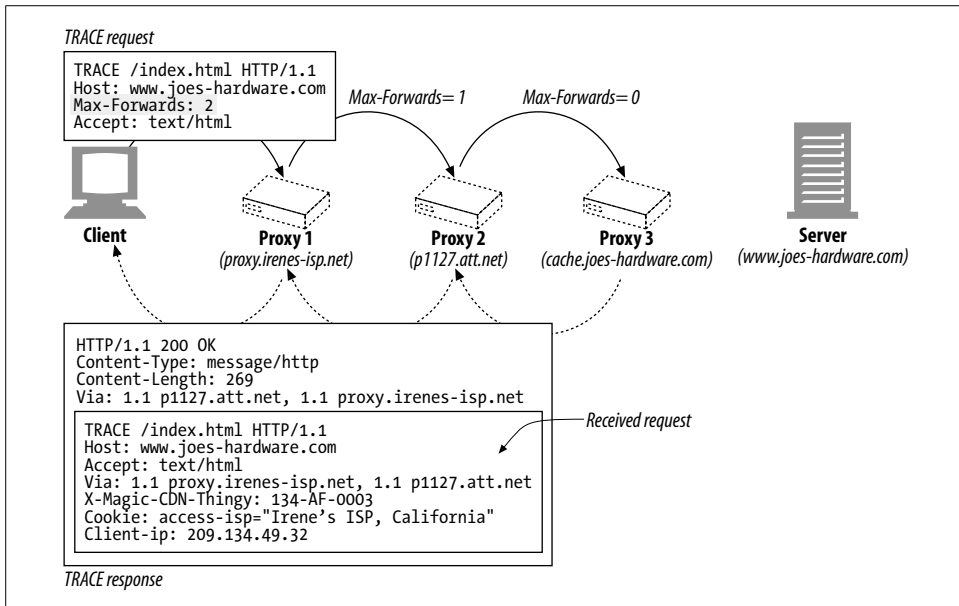 TRACE request
TRACE /index.html HTTP/1.1
Host: www.joes-hardware.com
Max-Forwards: 2
Accept: text/html
Max-Forwards= 1
Max-Forwards= 0
Client
Proxy 1
(proxy.irenes-isp.net)
Proxy 2
(p1127.att.net)
Proxy 3
(cache.joes-hardware.com)
Server
(www.joes-hardware.com)
HTTP/1.1 200 OK
Content-Type: message/http
Content-Length: 269
Via: 1.1 p1127.att.net, 1.1 proxy.irenes-isp.net
Received request
TRACE /index.html HTTP/1.1
Host: www.joes-hardware.com
Accept: text/html
Via: 1.1 proxy.irenes-isp.net, 1.1 p1127.att.net
X-Magic-CDN-Thingy: 134-AF-0003
Cookie: access-isp="Irene's ISP, California"
Client-ip: 209.134.49.32
TRACE response